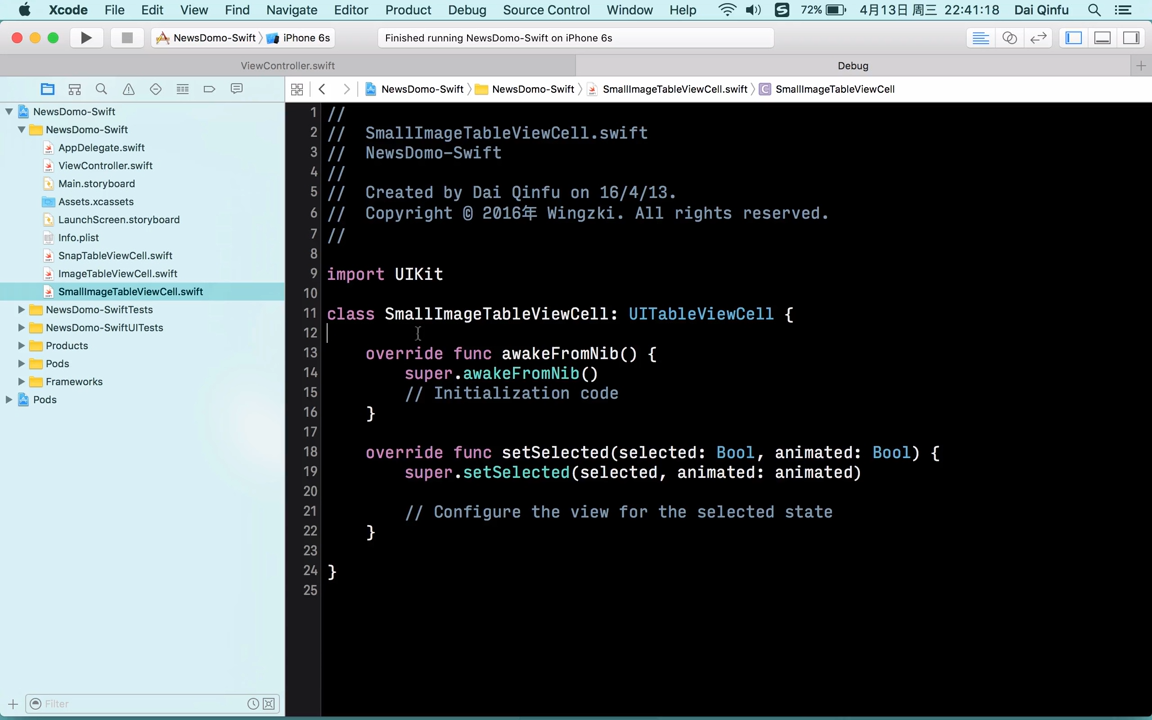 Xcode File Edit View Find Navigate Editor Product Debug Source Control Window Help 72% 4月13日 周三 22:41:18 Dai Qinfu
NewsDomo-Swift iPhone 6s Finished running NewsDomo-Swift on iPhone 6s
ViewController.swift Debug
NewsDomo-Swift NewsDomo-Swift SmallImageTableViewCell.swift C SmallImageTableViewCell
NewsDomo-Swift
NewsDomo-Swift
AppDelegate.swift
ViewController.swift
Main.storyboard
Assets.xcassets
LaunchScreen.storyboard
Info.plist
SnapTableViewCell.swift
ImageTableViewCell.swift
SmallImageTableViewCell.swift
NewsDomo-SwiftTests
NewsDomo-SwiftUITests
Products
Pods
Frameworks
Pods
Filter
1 //
2 // SmallImageTableViewCell.swift
3 // NewsDomo-Swift
4 //
5 // Created by Dai Qinfu on 16/4/13.
6 // Copyright © 2016年 Wingzki. All rights reserved.
7 //
8
9 import UIKit
10
11 class SmallImageTableViewCell: UITableViewCell {
12
13 override func awakeFromNib() {
14 super.awakeFromNib()
15 // Initialization code
16 }
17
18 override func setSelected(selected: Bool, animated: Bool) {
19 super.setSelected(selected, animated: animated)
20
21 // Configure the view for the selected state
22 }
23
24 }
25